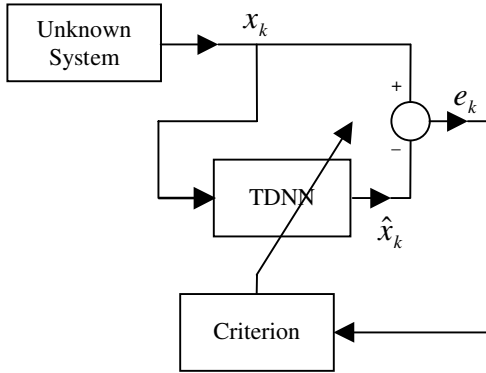 Unknown
System
x_k
+
e_k
−
TDNN
x̂_k
Criterion